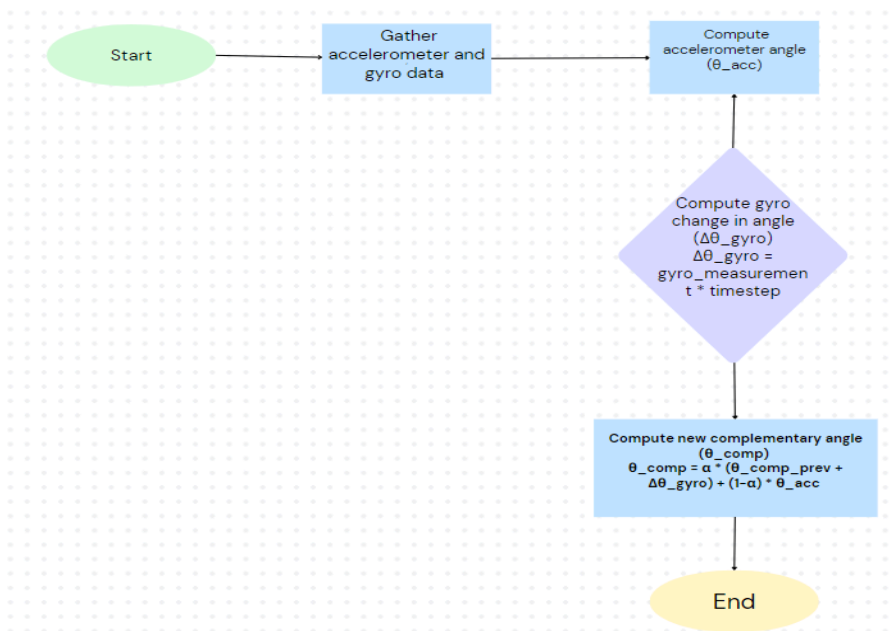 Start
Gather
accelerometer and
gyro data
Compute
accelerometer angle
(θ_acc)
Compute gyro
change in angle
(Δθ_gyro)
Δθ_gyro =
gyro_measuremen
t * timestep
Compute new complementary angle
(θ_comp)
θ_comp = α * (θ_comp_prev +
Δθ_gyro) + (1-α) * θ_acc
End